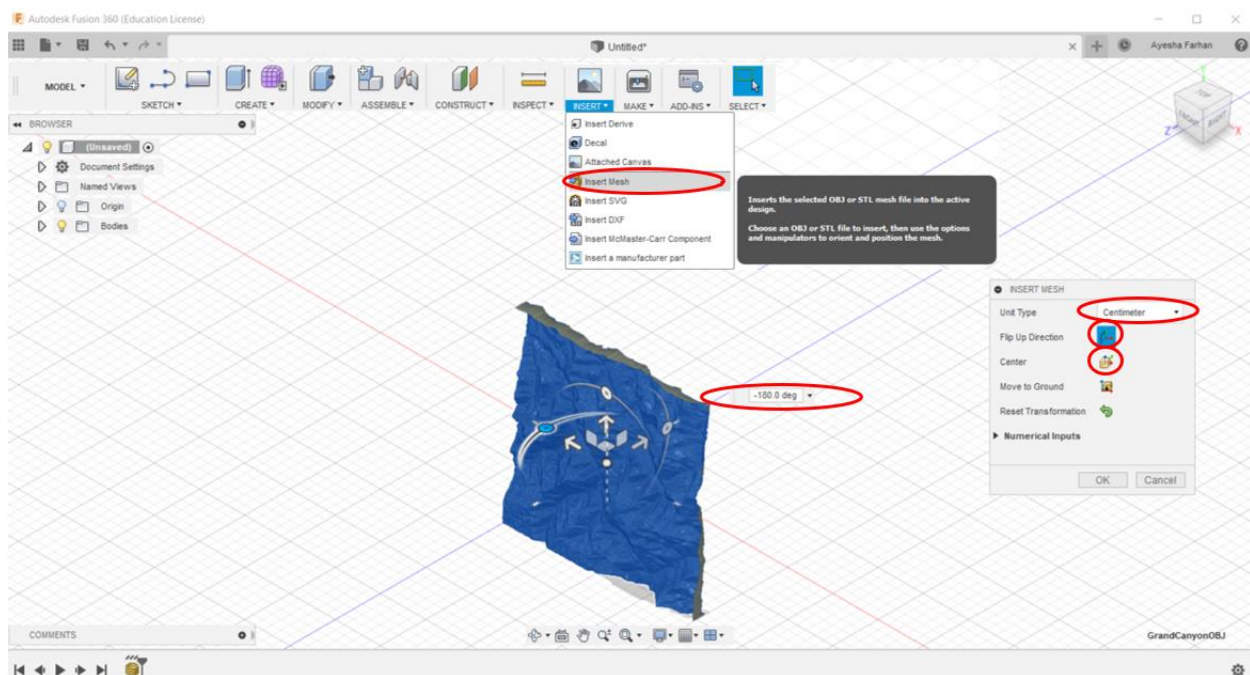 Autodesk Fusion 360 (Education License)
Untitled*
Ayesha Farhan
MODEL
SKETCH
CREATE
MODIFY
ASSEMBLE
CONSTRUCT
INSPECT
INSERT
MAKE
ADD-INS
SELECT
BROWSER
(Unsaved)
Document Settings
Named Views
Origin
Bodies
Insert Derive
Decal
Attached Canvas
Insert Mesh
Insert SVG
Insert DXF
Insert McMaster-Carr Component
Insert a manufacturer part
Inserts the selected OBJ or STL mesh file into the active
design.
Choose an OBJ or STL file to insert, then use the options
and manipulators to orient and position the mesh.
TOP
FRONT
RIGHT
Z
INSERT MESH
Unit Type Centimeter
Flip Up Direction
Center
Move to Ground
Reset Transformation
Numerical Inputs
OK Cancel
-180.0 deg
COMMENTS
GrandCanyonOBJ